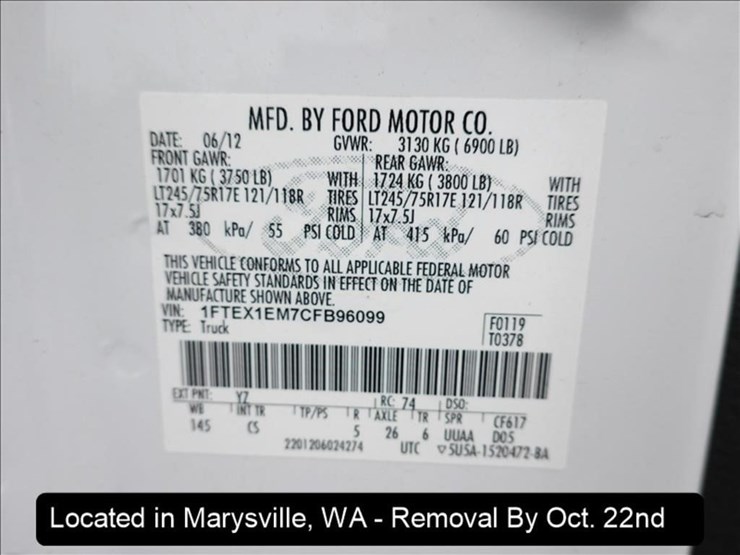 MFD. BY FORD MOTOR CO.
DATE: 06/12 GVWR: 3130 KG ( 6900 LB)
FRONT GAWR: REAR GAWR:
1701 KG ( 3750 LB) WITH 1724 KG ( 3800 LB) WITH
LT245/75R17E 121/118R TIRES LT245/75R17E 121/118R TIRES
17x7.5J RIMS 17x7.5J RIMS
AT 380 kPa/ 55 PSI COLD AT 415 kPa/ 60 PSI COLD
Ford
THIS VEHICLE CONFORMS TO ALL APPLICABLE FEDERAL MOTOR
VEHICLE SAFETY STANDARDS IN EFFECT ON THE DATE OF
MANUFACTURE SHOWN ABOVE.
VIN: 1FTEX1EM7CFB96099
TYPE: Truck
F0119
T0378
EXT PNT: YZ RC: 74 DSO:
WB INT TR TP/PS R AXLE TR SPR CF617
145 CS 5 26 6 UUAA D05
2201206024274 UTC ▽5U5A-1520472-BA
Located in Marysville, WA - Removal By Oct. 22nd